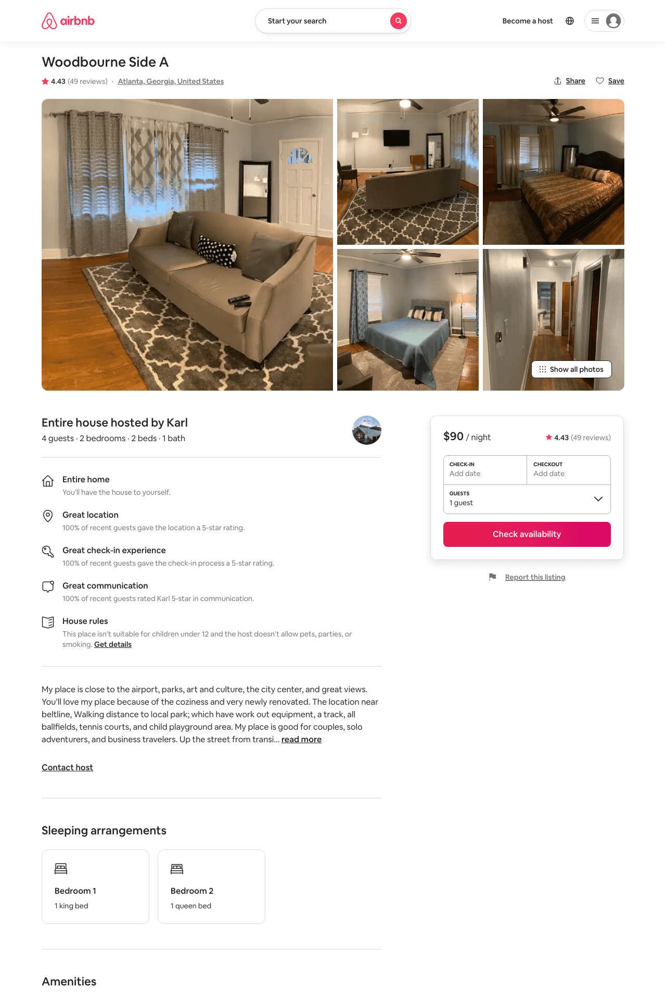 airbnb
Start your search
Become a host
Woodbourne Side A
4.43 (49 reviews) · Atlanta, Georgia, United States
Share
Save
Show all photos
Entire house hosted by Karl
4 guests · 2 bedrooms · 2 beds · 1 bath
$90 / night
4.43 (49 reviews)
CHECK-IN
Add date
CHECKOUT
Add date
GUESTS
1 guest
Check availability
Report this listing
Entire home
You’ll have the house to yourself.
Great location
100% of recent guests gave the location a 5-star rating.
Great check-in experience
100% of recent guests gave the check-in process a 5-star rating.
Great communication
100% of recent guests rated Karl 5-star in communication.
House rules
This place isn’t suitable for children under 12 and the host doesn’t allow pets, parties, or
smoking. Get details
My place is close to the airport, parks, art and culture, the city center, and great views.
You’ll love my place because of the coziness and very newly renovated. The location near
beltline, Walking distance to local park; which have work out equipment, a track, all
ballfields, tennis courts, and child playground area. My place is good for couples, solo
adventurers, and business travelers. Up the street from transi... read more
Contact host
Sleeping arrangements
Bedroom 1
1 king bed
Bedroom 2
1 queen bed
Amenities